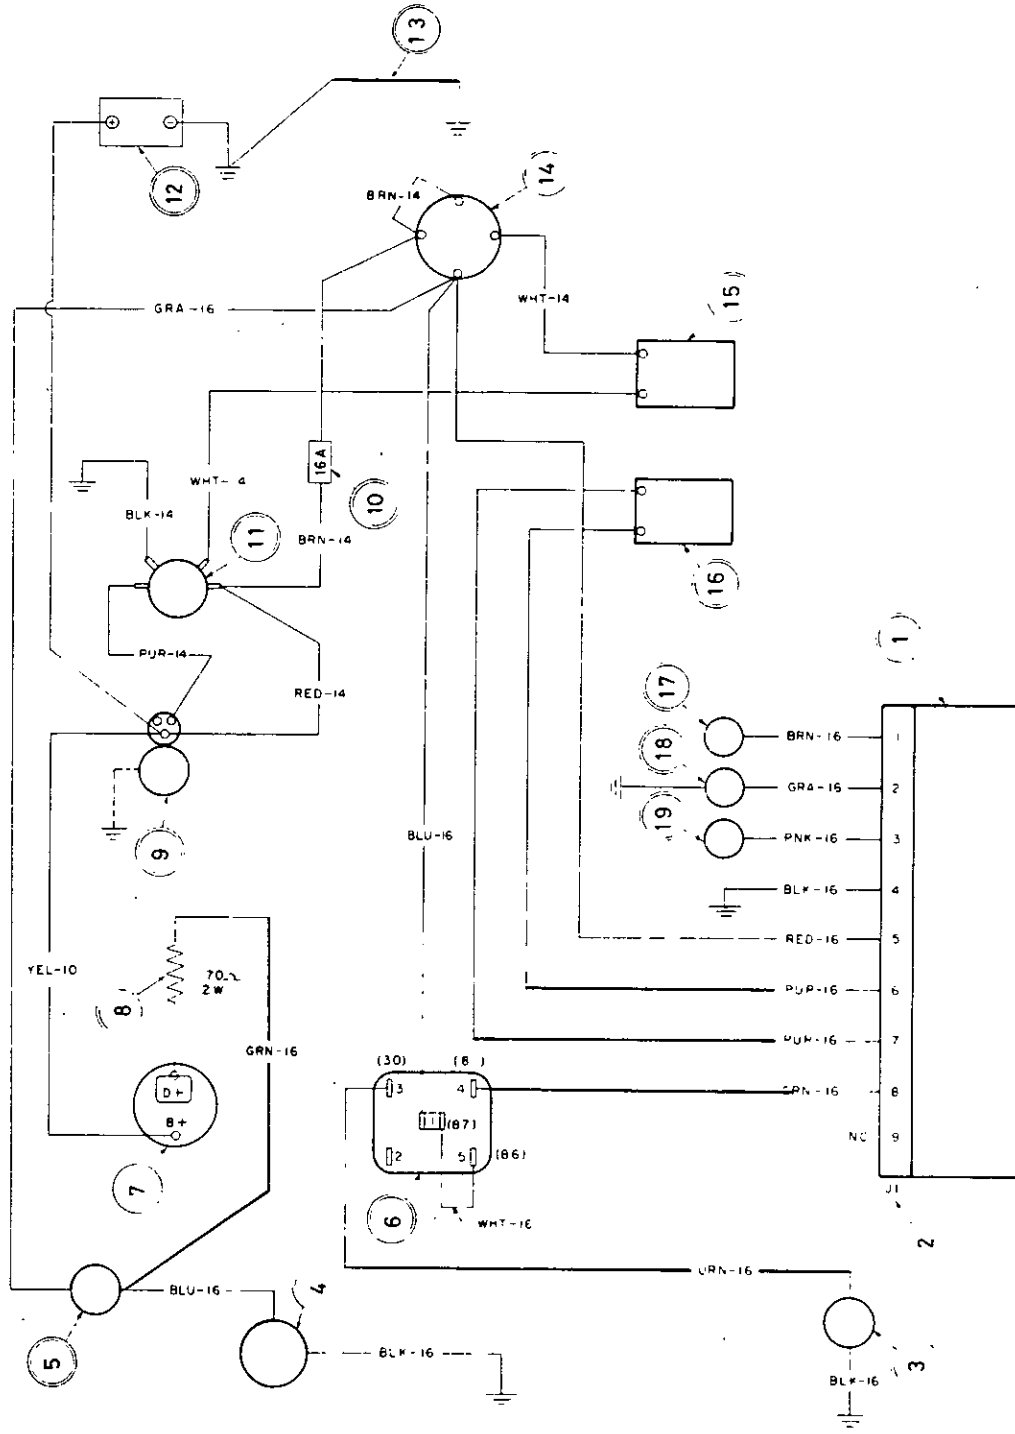 13
12
BRN-14
14
GRA-16
WHT-14
15
16A
10
WHT- 4
BLK-14
11
BRN-14
16
PUR-14
RED-14
1
17
18
19
BRN-16 1
GRA-16 2
PNK-16 3
BLK-16 4
RED-16 5
PUR-16 6
PUR-16 7
8
NC 9
J1
2
9
BLU-16
YEL-10
8
70Ω
2W
GRN-16
D+
B+
7
(30)
(8 )
3
4
1
(87)
2
5
(86)
6
WHT-16
5
BLU-16
4
BLK-16
3
BLK-16